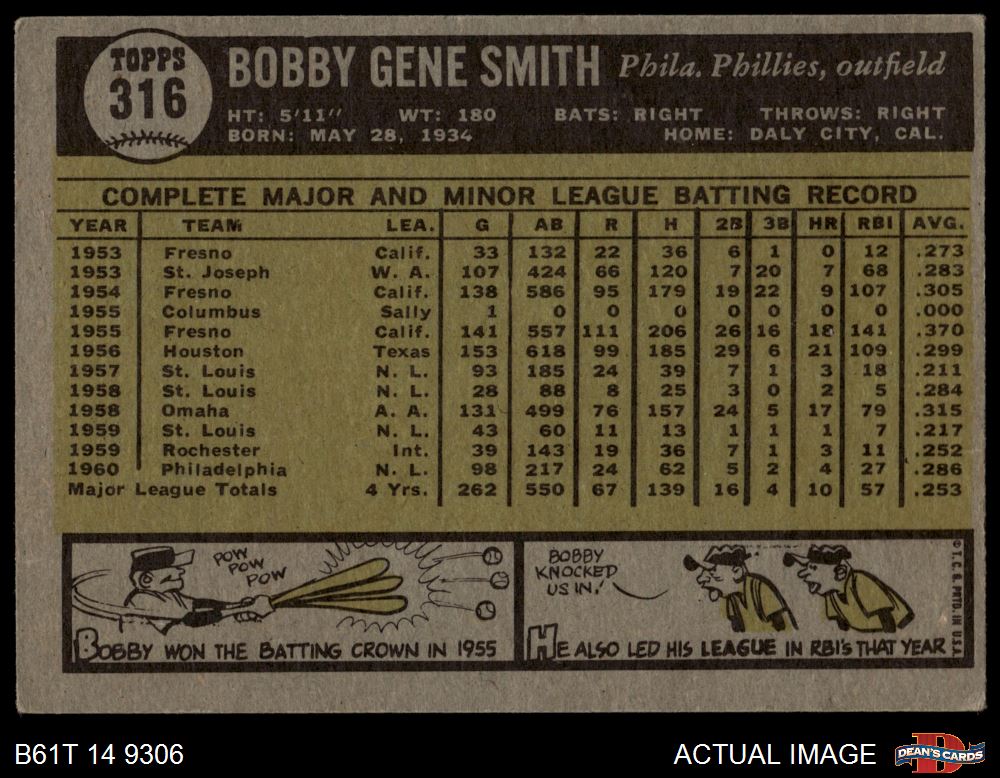 TOPPS
316
BOBBY GENE SMITH Phila. Phillies, outfield
HT: 5'11" WT: 180 BATS: RIGHT THROWS: RIGHT
BORN: MAY 28, 1934 HOME: DALY CITY, CAL.
COMPLETE MAJOR AND MINOR LEAGUE BATTING RECORD
YEAR TEAM LEA. G AB R H 2B 3B HR RBI AVG.
1953 Fresno Calif. 33 132 22 36 6 1 0 12 .273
1953 St. Joseph W. A. 107 424 66 120 7 20 7 68 .283
1954 Fresno Calif. 138 586 95 179 19 22 9 107 .305
1955 Columbus Sally 1 0 0 0 0 0 0 0 .000
1955 Fresno Calif. 141 557 111 206 26 16 18 141 .370
1956 Houston Texas 153 618 99 185 29 6 21 109 .299
1957 St. Louis N. L. 93 185 24 39 7 1 3 18 .211
1958 St. Louis N. L. 28 88 8 25 3 0 2 5 .284
1958 Omaha A. A. 131 499 76 157 24 5 17 79 .315
1959 St. Louis N. L. 43 60 11 13 1 1 1 7 .217
1959 Rochester Int. 39 143 19 36 7 1 3 11 .252
1960 Philadelphia N. L. 98 217 24 62 5 2 4 27 .286
Major League Totals 4 Yrs. 262 550 67 139 16 4 10 57 .253
POW
POW
POW
BOBBY WON THE BATTING CROWN IN 1955
BOBBY
KNOCKED
US IN!
HE ALSO LED HIS LEAGUE IN RBI'S THAT YEAR
© T. C. G. PRTD. IN U.S.A.
B61T 14 9306
ACTUAL IMAGE
DEAN'S CARDS